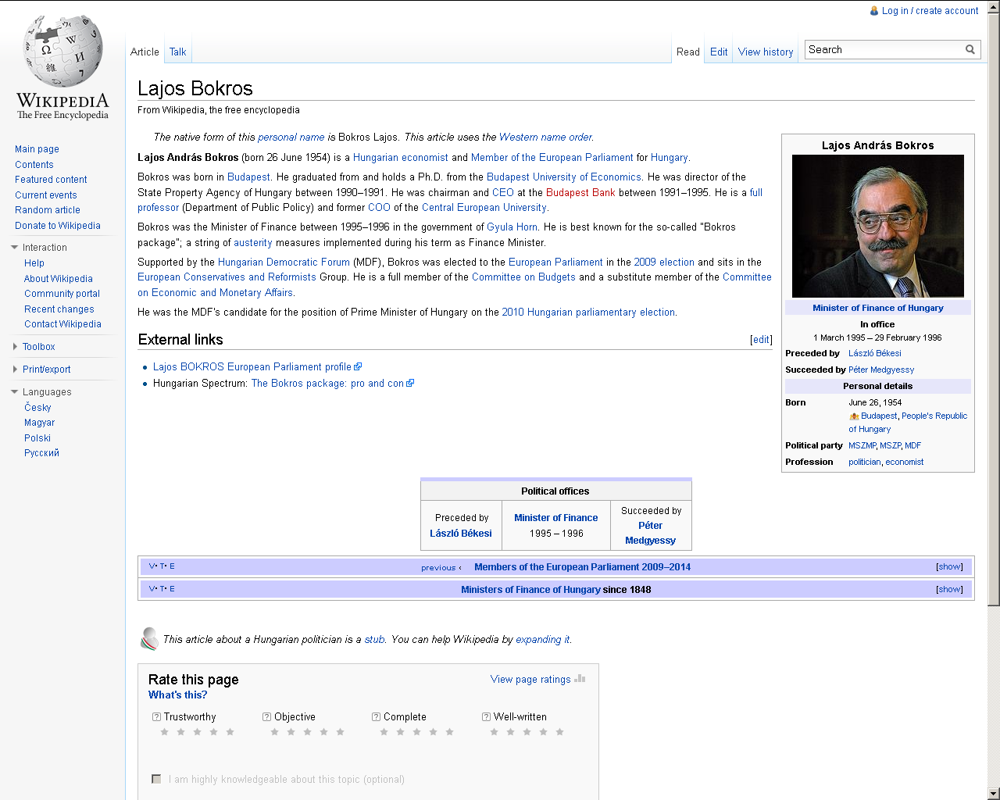 Log in / create account
Article
Talk
Read
Edit
View history
Search
WIKIPEDIA
The Free Encyclopedia
Main page
Contents
Featured content
Current events
Random article
Donate to Wikipedia
Interaction
Help
About Wikipedia
Community portal
Recent changes
Contact Wikipedia
Toolbox
Print/export
Languages
Česky
Magyar
Polski
Русский
Lajos Bokros
From Wikipedia, the free encyclopedia
The native form of this personal name is Bokros Lajos. This article uses the Western name order.
Lajos András Bokros (born 26 June 1954) is a Hungarian economist and Member of the European Parliament for Hungary.
Bokros was born in Budapest. He graduated from and holds a Ph.D. from the Budapest University of Economics. He was director of the
State Property Agency of Hungary between 1990–1991. He was chairman and CEO at the Budapest Bank between 1991–1995. He is a full
professor (Department of Public Policy) and former COO of the Central European University.
Bokros was the Minister of Finance between 1995–1996 in the government of Gyula Horn. He is best known for the so-called "Bokros
package"; a string of austerity measures implemented during his term as Finance Minister.
Supported by the Hungarian Democratic Forum (MDF), Bokros was elected to the European Parliament in the 2009 election and sits in the
European Conservatives and Reformists Group. He is a full member of the Committee on Budgets and a substitute member of the Committee
on Economic and Monetary Affairs.
He was the MDF's candidate for the position of Prime Minister of Hungary on the 2010 Hungarian parliamentary election.
External links
[edit]
Lajos BOKROS European Parliament profile
Hungarian Spectrum: The Bokros package: pro and con
Lajos András Bokros
Minister of Finance of Hungary
In office
1 March 1995 – 29 February 1996
Preceded by László Békesi
Succeeded by Péter Medgyessy
Personal details
Born June 26, 1954
Budapest, People's Republic
of Hungary
Political party MSZMP, MSZP, MDF
Profession politician, economist
Political offices
Preceded by
László Békesi
Minister of Finance
1995 – 1996
Succeeded by
Péter
Medgyessy
V• T• E previous ‹ Members of the European Parliament 2009–2014 [show]
V• T• E Ministers of Finance of Hungary since 1848 [show]
This article about a Hungarian politician is a stub. You can help Wikipedia by expanding it.
Rate this page
View page ratings
What's this?
? Trustworthy ? Objective ? Complete ? Well-written
I am highly knowledgeable about this topic (optional)